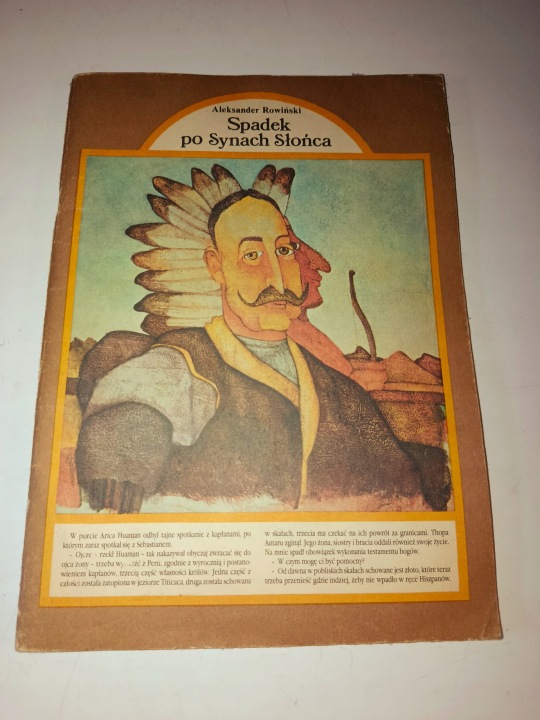 Aleksander Rowiński
Spadek
po Synach Słońca
W porcie Arica Huaman odbył tajne spotkanie z kapłanami, po
którym zaraz spotkał się z Sebastianem.
- Ojcze - rzekł Huaman - tak nakazywał obyczaj zwracać się do
ojca żony - trzeba z Peru, zgodnie z wyrocznią i postano-
wieniem kapłanów, trzecią część własności królów. Jedna część z
całości została zatopiona w jeziorze Titicaca, druga została schowana
w skałach, trzecia ma czekać na ich powrót za granicami. Thopa
Amaru zginął. Jego żona, siostry i bracia oddali również swoje życie.
Na mnie spadł obowiązek wykonania testamentu bogów.
- W czym mogę ci być pomocny?
- Od dawna w pobliskich skałach schowane jest złoto, które teraz
trzeba przenieść gdzie indziej, żeby nie wpadło w ręce Hiszpanów.